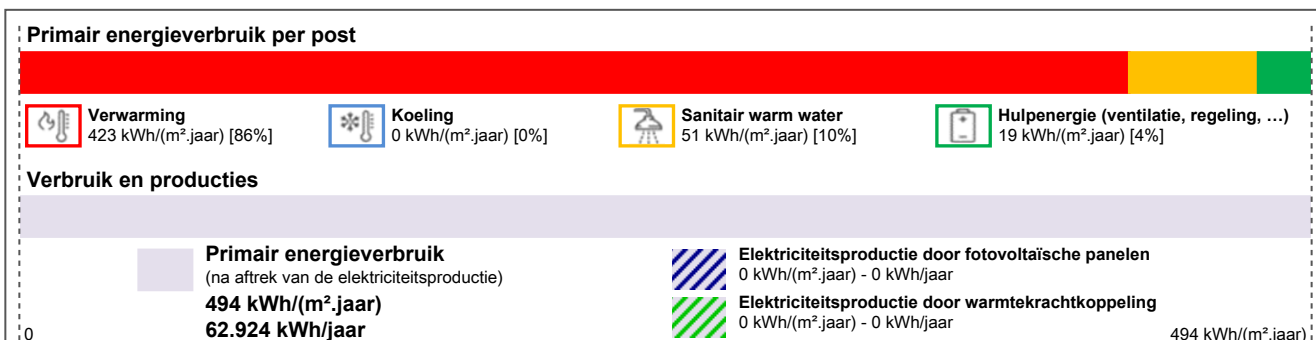 Primair energieverbruik per post
Verwarming
423 kWh/(m².jaar) [86%]
Koeling
0 kWh/(m².jaar) [0%]
Sanitair warm water
51 kWh/(m².jaar) [10%]
Hulpenergie (ventilatie, regeling, …)
19 kWh/(m².jaar) [4%]
Verbruik en producties
Primair energieverbruik
(na aftrek van de elektriciteitsproductie)
494 kWh/(m².jaar)
62.924 kWh/jaar
Elektriciteitsproductie door fotovoltaïsche panelen
0 kWh/(m².jaar) - 0 kWh/jaar
Elektriciteitsproductie door warmtekrachtkoppeling
0 kWh/(m².jaar) - 0 kWh/jaar
0
494 kWh/(m².jaar)